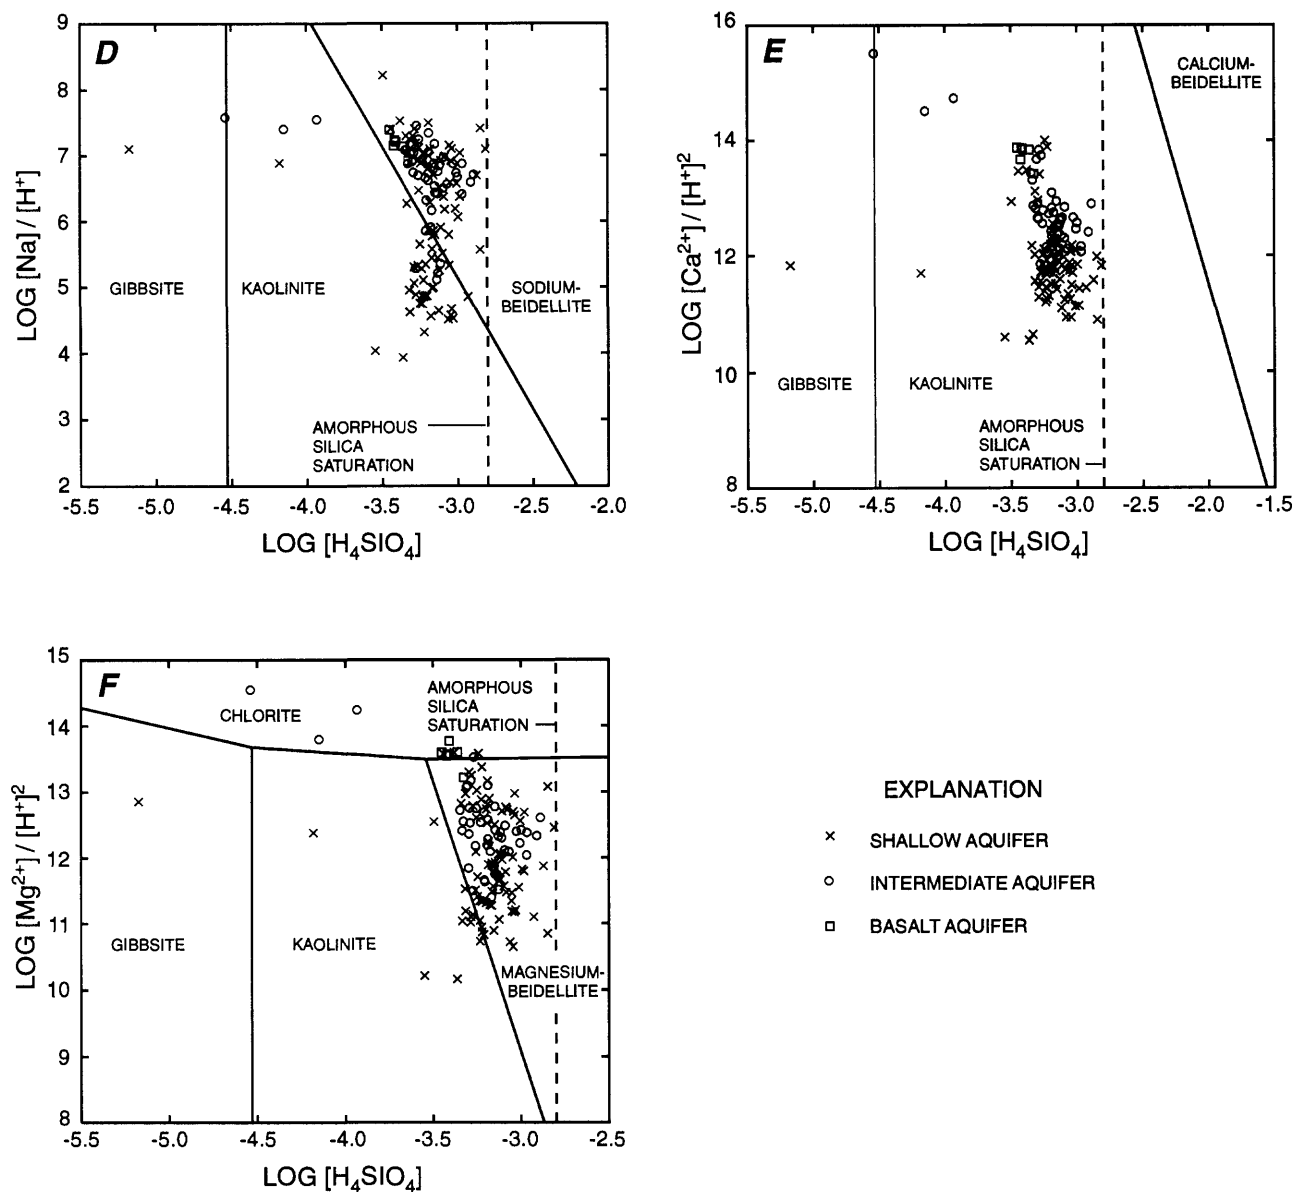 D
9
8
7
6
5
4
3
2
LOG [Na] / [H⁺]
GIBBSITE
KAOLINITE
SODIUM-
BEIDELLITE
AMORPHOUS
SILICA
SATURATION
-5.5 -5.0 -4.5 -4.0 -3.5 -3.0 -2.5 -2.0
LOG [H₄SIO₄]
E
16
14
12
10
8
LOG [Ca²⁺] / [H⁺]²
CALCIUM-
BEIDELLITE
GIBBSITE
KAOLINITE
AMORPHOUS
SILICA
SATURATION
-5.5 -5.0 -4.5 -4.0 -3.5 -3.0 -2.5 -2.0 -1.5
LOG [H₄SIO₄]
F
15
14
13
12
11
10
9
8
LOG [Mg²⁺] / [H⁺]²
CHLORITE
AMORPHOUS
SILICA
SATURATION
GIBBSITE
KAOLINITE
MAGNESIUM-
BEIDELLITE
-5.5 -5.0 -4.5 -4.0 -3.5 -3.0 -2.5
LOG [H₄SIO₄]
EXPLANATION
SHALLOW AQUIFER
INTERMEDIATE AQUIFER
BASALT AQUIFER